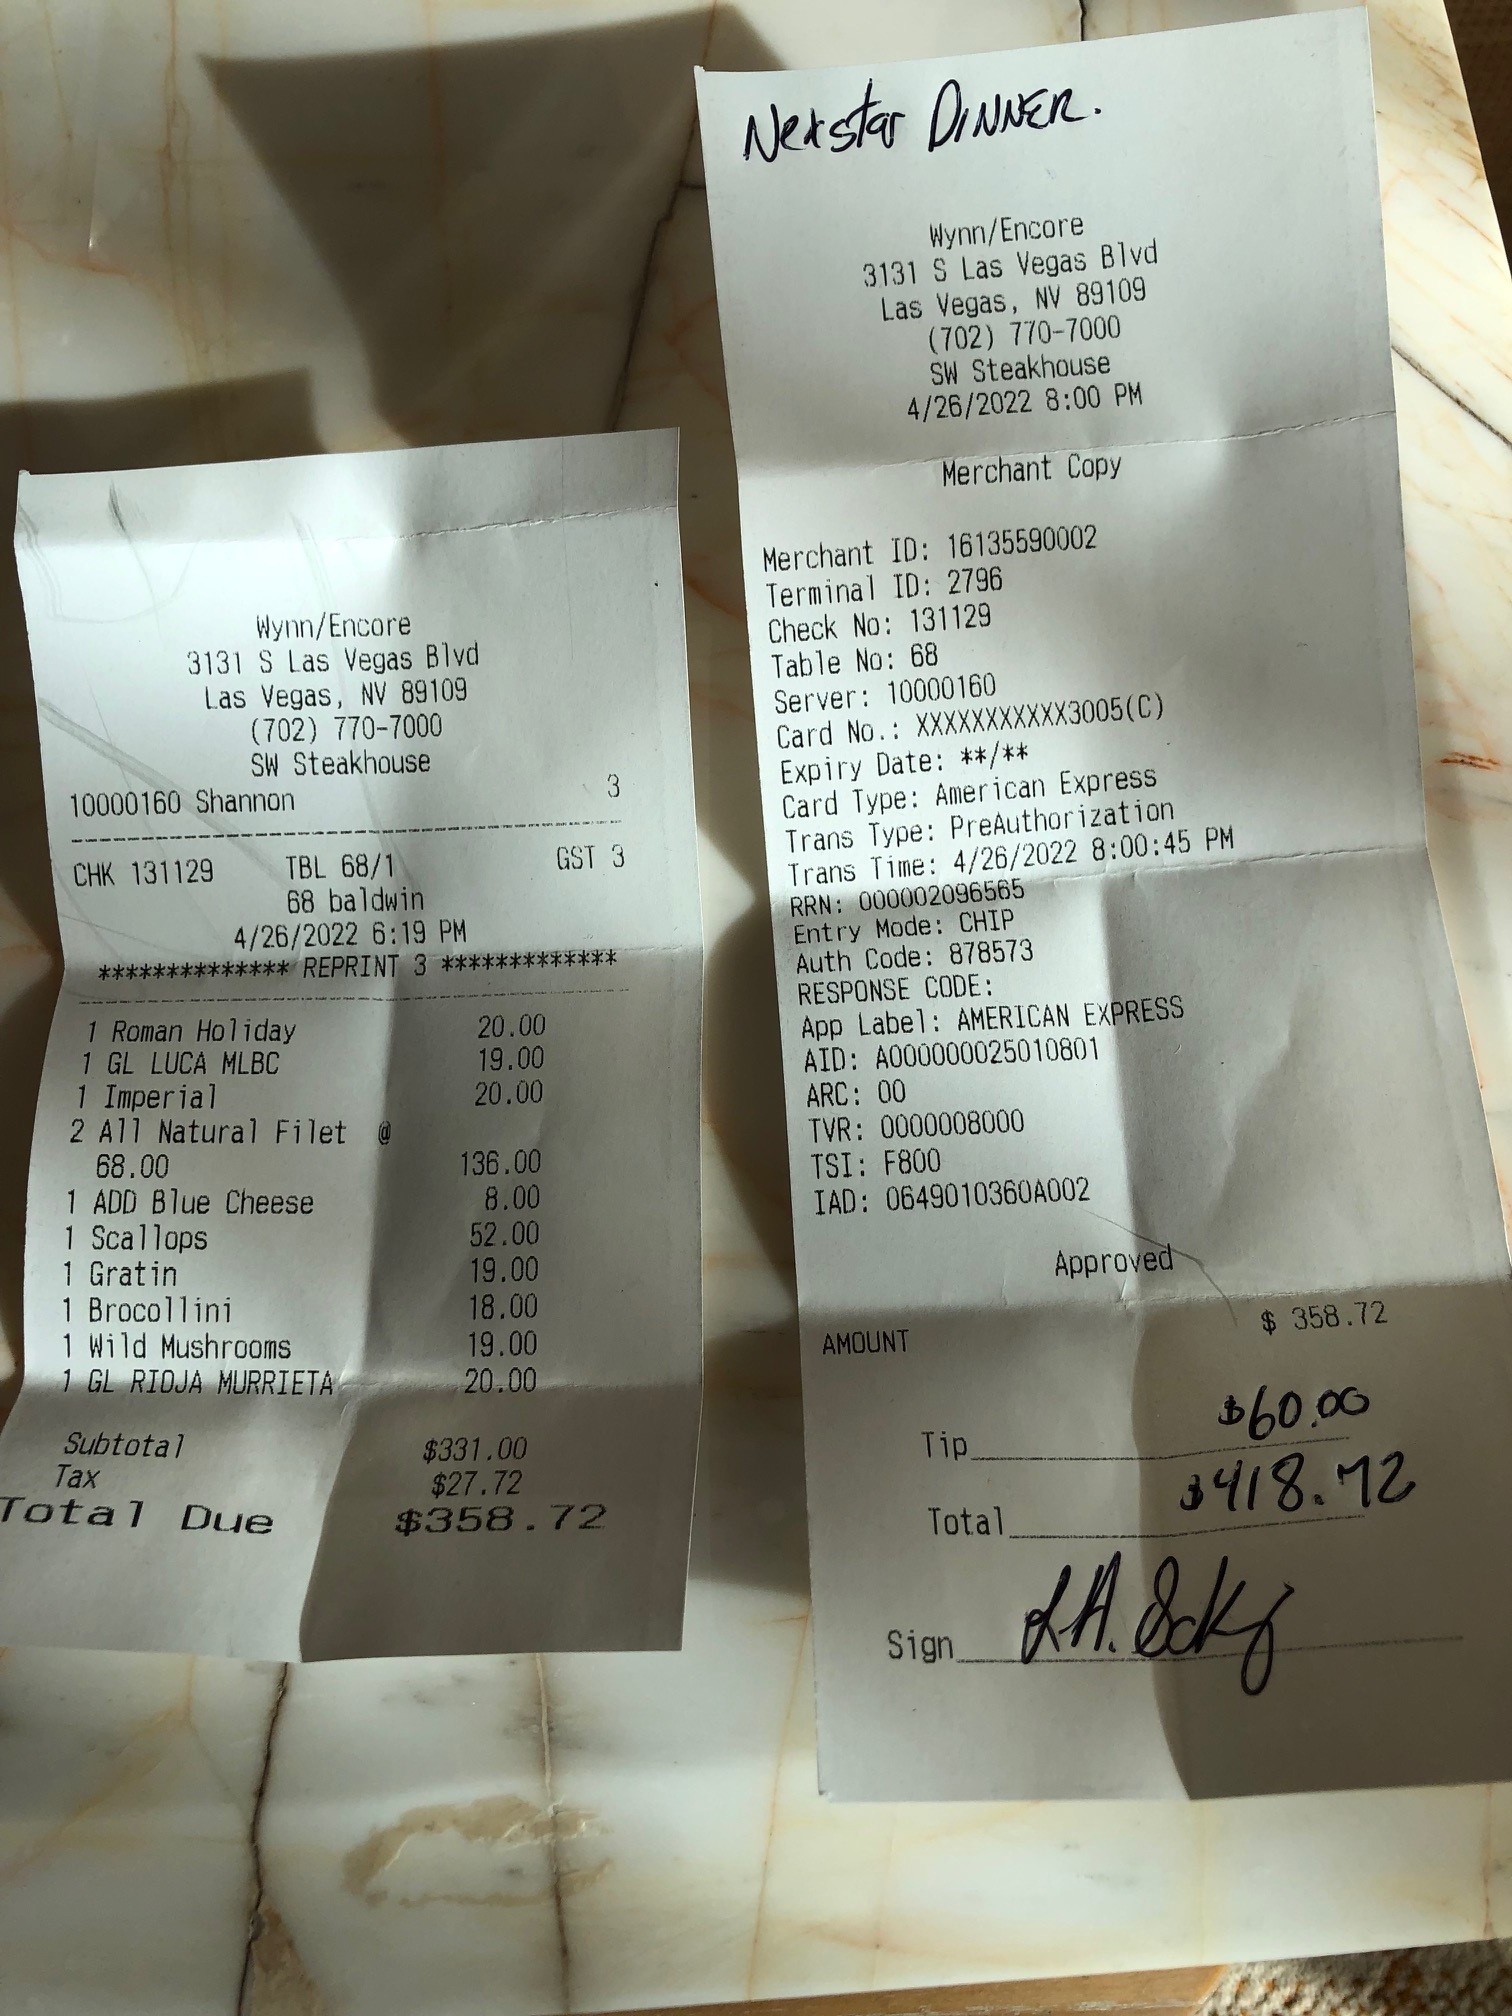 Wynn/Encore
3131 S Las Vegas Blvd
Las Vegas, NV 89109
(702) 770-7000
SW Steakhouse
10000160 Shannon 3
CHK 131129 TBL 68/1 GST 3
68 baldwin
4/26/2022 6:19 PM
************** REPRINT 3 *************
1 Roman Holiday 20.00
1 GL LUCA MLBC 19.00
1 Imperial 20.00
2 All Natural Filet @
68.00 136.00
1 ADD Blue Cheese 8.00
1 Scallops 52.00
1 Gratin 19.00
1 Brocollini 18.00
1 Wild Mushrooms 19.00
1 GL RIOJA MURRIETA 20.00
Subtotal $331.00
Tax $27.72
Total Due $358.72
Nexstar DINNER.
Wynn/Encore
3131 S Las Vegas Blvd
Las Vegas, NV 89109
(702) 770-7000
SW Steakhouse
4/26/2022 8:00 PM
Merchant Copy
Merchant ID: 16135590002
Terminal ID: 2796
Check No: 131129
Table No: 68
Server: 10000160
Card No.: XXXXXXXXXXX3005(C)
Expiry Date: **/**
Card Type: American Express
Trans Type: PreAuthorization
Trans Time: 4/26/2022 8:00:45 PM
RRN: 000002096565
Entry Mode: CHIP
Auth Code: 878573
RESPONSE CODE:
App Label: AMERICAN EXPRESS
AID: A000000025010801
ARC: 00
TVR: 0000008000
TSI: F800
IAD: 0649010360A002
Approved
AMOUNT $ 358.72
Tip $60.00
Total $418.72
Sign